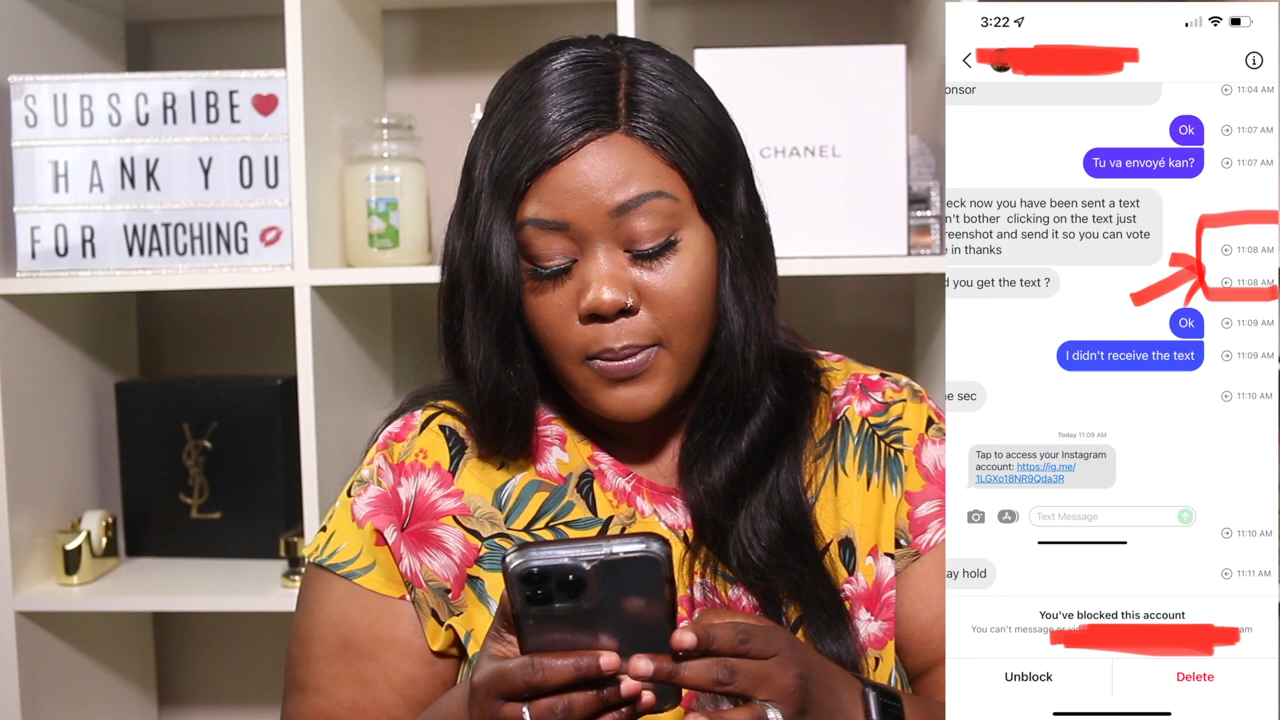 SUBSCRIBE
THANK YOU
FOR WATCHING
CHANEL
YSL
3:22
onsor
11:04 AM
Ok
11:07 AM
Tu va envoyé kan?
11:07 AM
eck now you have been sent a text
n't bother clicking on the text just
reenshot and send it so you can vote
e in thanks
11:08 AM
d you get the text ?
11:08 AM
Ok
11:09 AM
I didn't receive the text
11:09 AM
e sec
11:10 AM
Today 11:09 AM
Tap to access your Instagram
account: https://ig.me/
1LGXo18NR9Qda3R
Text Message
11:10 AM
ay hold
11:11 AM
You've blocked this account
You can't message or vi am
Unblock
Delete